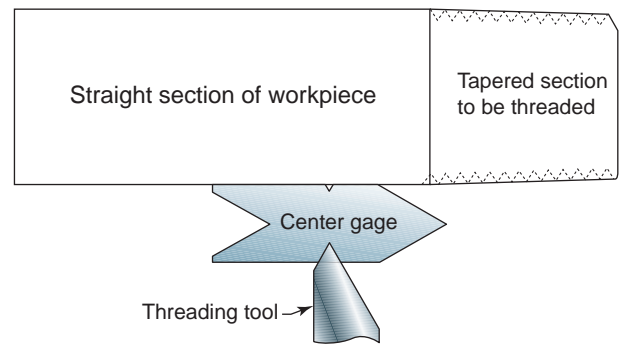 Straight section of workpiece
Tapered section
to be threaded
Center gage
Threading tool